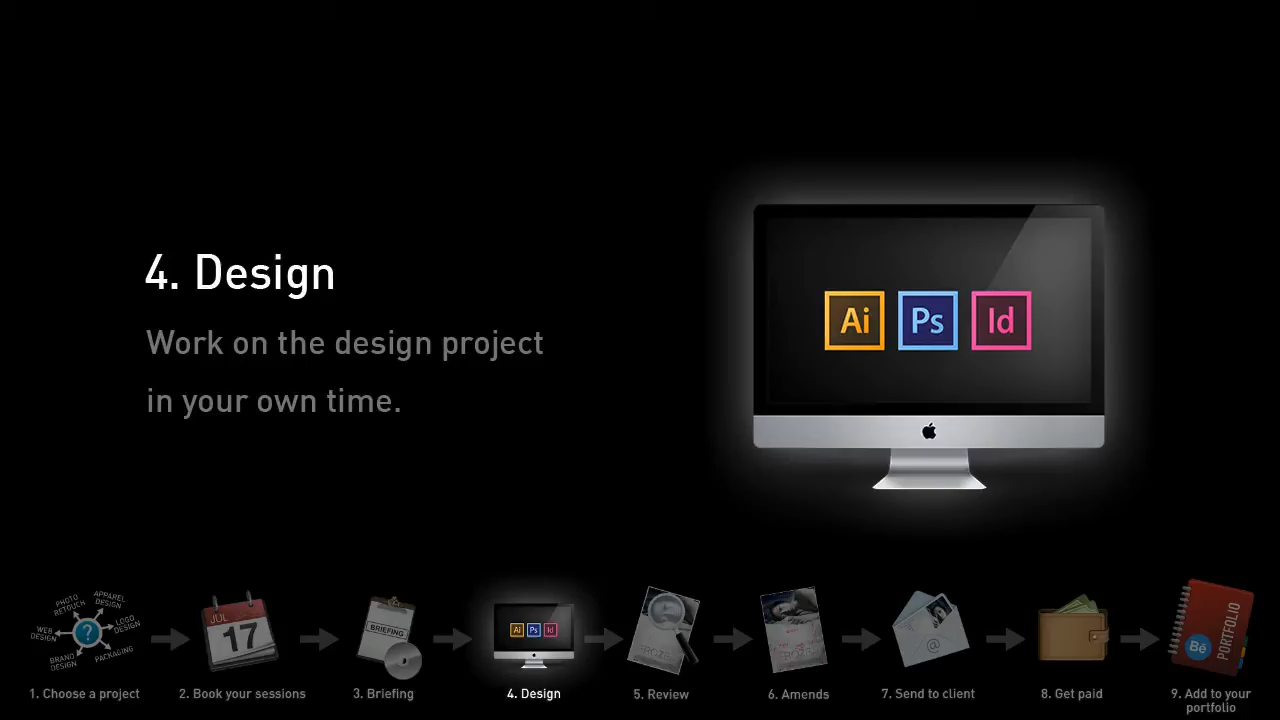 4. Design
Work on the design project
in your own time.
Ai Ps Id
PHOTO
RETOUCH
APPAREL
DESIGN
WEB
DESIGN
?
LOGO
DESIGN
BRAND
DESIGN
PACKAGING
JUL
17
BRIEFING
Ai Ps Id
@
Bē
PORTFOLIO
1. Choose a project
2. Book your sessions
3. Briefing
4. Design
5. Review
6. Amends
7. Send to client
8. Get paid
9. Add to your
portfolio